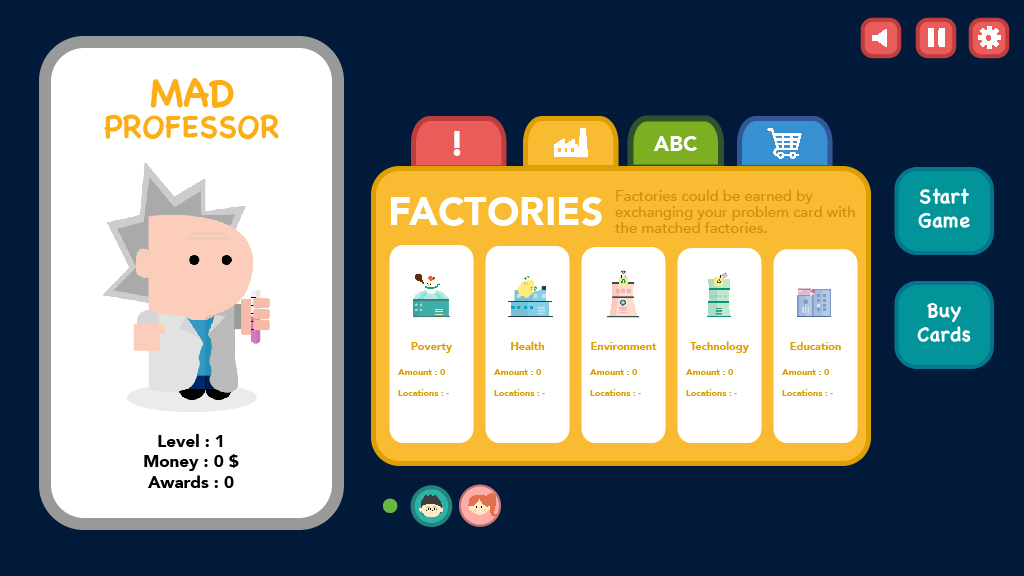 MAD
PROFESSOR
Level : 1
Money : 0 $
Awards : 0
!
ABC
FACTORIES
Factories could be earned by
exchanging your problem card with
the matched factories.
Poverty
Amount : 0
Locations : -
Health
Amount : 0
Locations : -
Environment
Amount : 0
Locations : -
Technology
Amount : 0
Locations : -
Education
Amount : 0
Locations : -
Start
Game
Buy
Cards